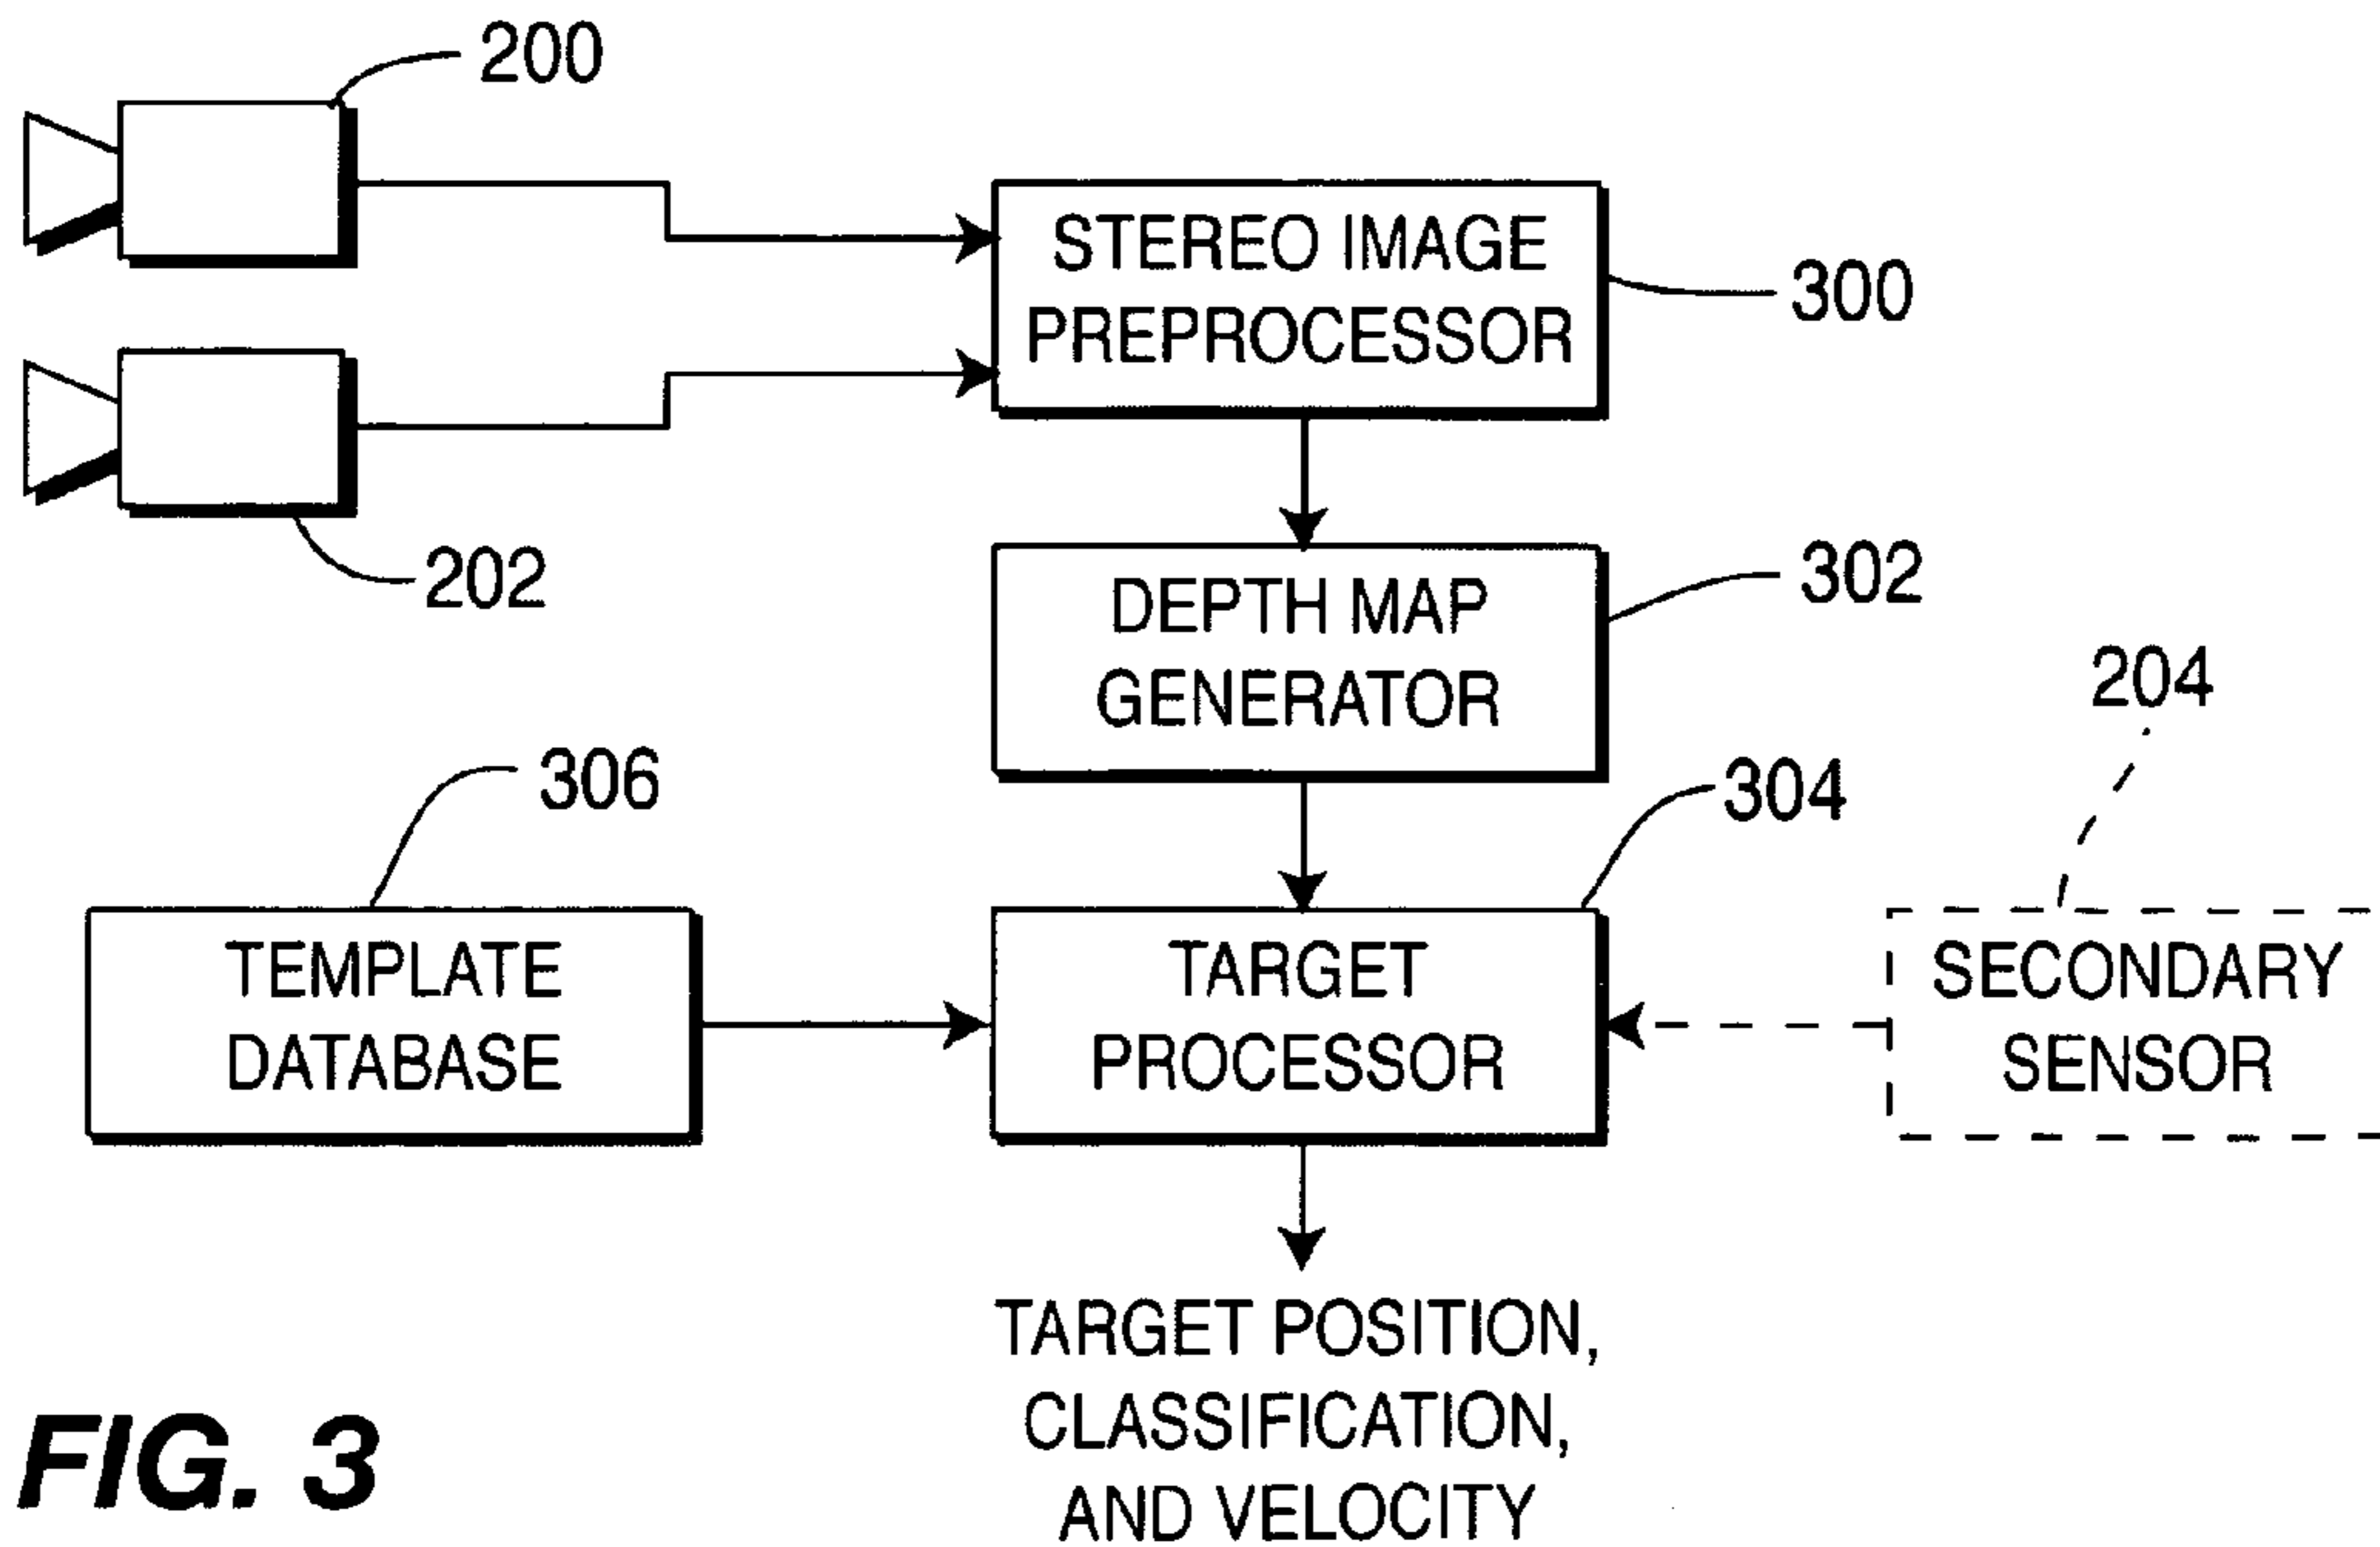 200
STEREO IMAGE
PREPROCESSOR
300
202
DEPTH MAP
GENERATOR
302
204
306
304
TEMPLATE
DATABASE
TARGET
PROCESSOR
SECONDARY
SENSOR
TARGET POSITION,
CLASSIFICATION,
AND VELOCITY
FIG. 3